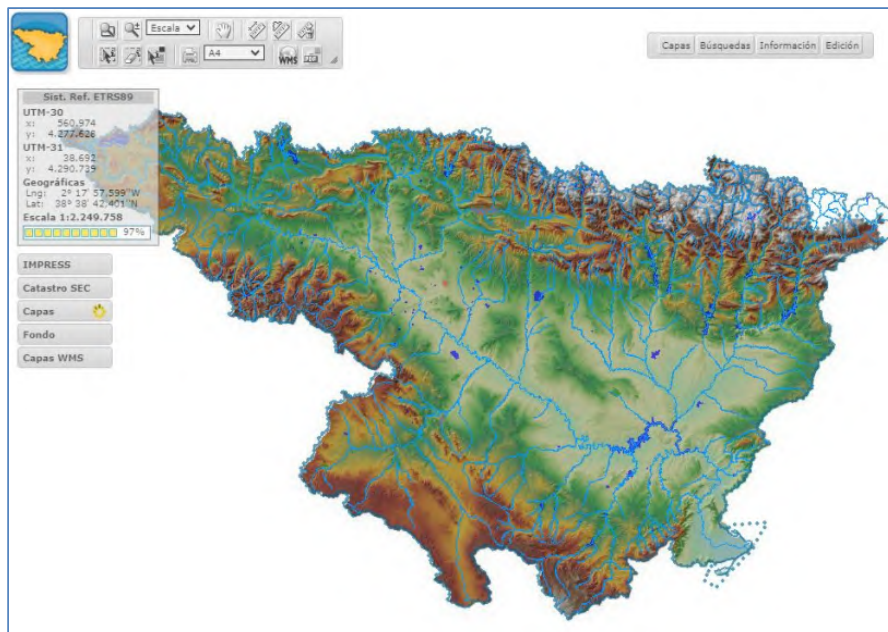 Escala
A4
WMS
Capas Búsquedas Información Edición
Sist. Ref. ETRS89
UTM-30
x: 560.974
y: 4.277.626
UTM-31
x: 38.692
y: 4.290.739
Geográficas
Lng: 2º 17' 57.599"W
Lat: 38º 38' 42.401"N
Escala 1:2.249.758
97%
IMPRESS
Catastro SEC
Capas
Fondo
Capas WMS